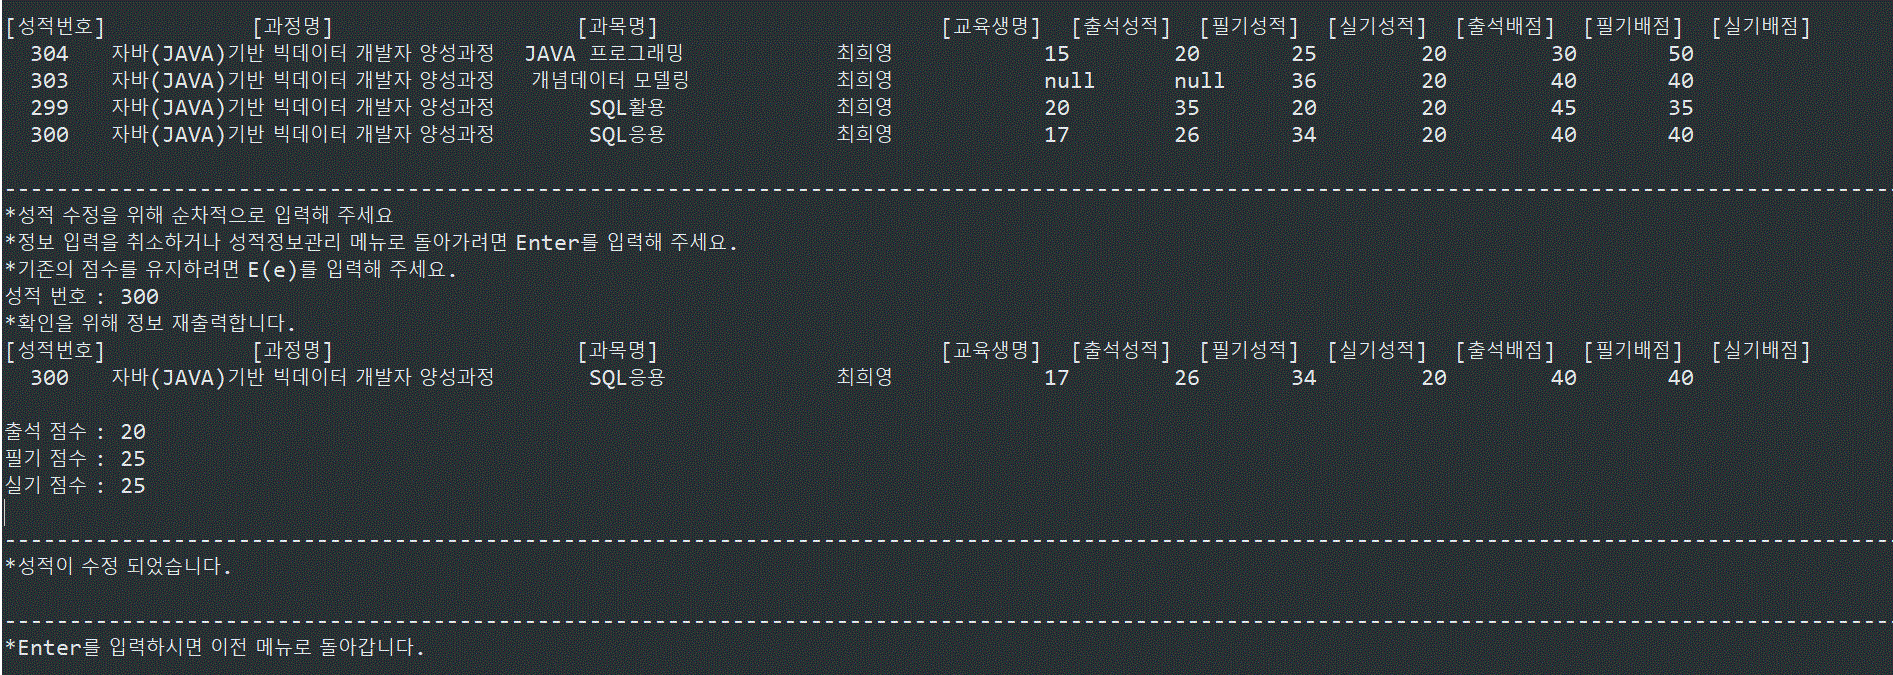 [성적번호] [과정명] [과목명] [교육생명] [출석성적] [필기성적] [실기성적] [출석배점] [필기배점] [실기배점]
304 자바(JAVA)기반 빅데이터 개발자 양성과정 JAVA 프로그래밍 최희영 15 20 25 20 30 50
303 자바(JAVA)기반 빅데이터 개발자 양성과정 개념데이터 모델링 최희영 null null 36 20 40 40
299 자바(JAVA)기반 빅데이터 개발자 양성과정 SQL활용 최희영 20 35 20 20 45 35
300 자바(JAVA)기반 빅데이터 개발자 양성과정 SQL응용 최희영 17 26 34 20 40 40
*성적 수정을 위해 순차적으로 입력해 주세요
*정보 입력을 취소하거나 성적정보관리 메뉴로 돌아가려면 Enter를 입력해 주세요.
*기존의 점수를 유지하려면 E(e)를 입력해 주세요.
성적 번호 : 300
*확인을 위해 정보 재출력합니다.
[성적번호] [과정명] [과목명] [교육생명] [출석성적] [필기성적] [실기성적] [출석배점] [필기배점] [실기배점]
300 자바(JAVA)기반 빅데이터 개발자 양성과정 SQL응용 최희영 17 26 34 20 40 40
출석 점수 : 20
필기 점수 : 25
실기 점수 : 25
*성적이 수정 되었습니다.
*Enter를 입력하시면 이전 메뉴로 돌아갑니다.